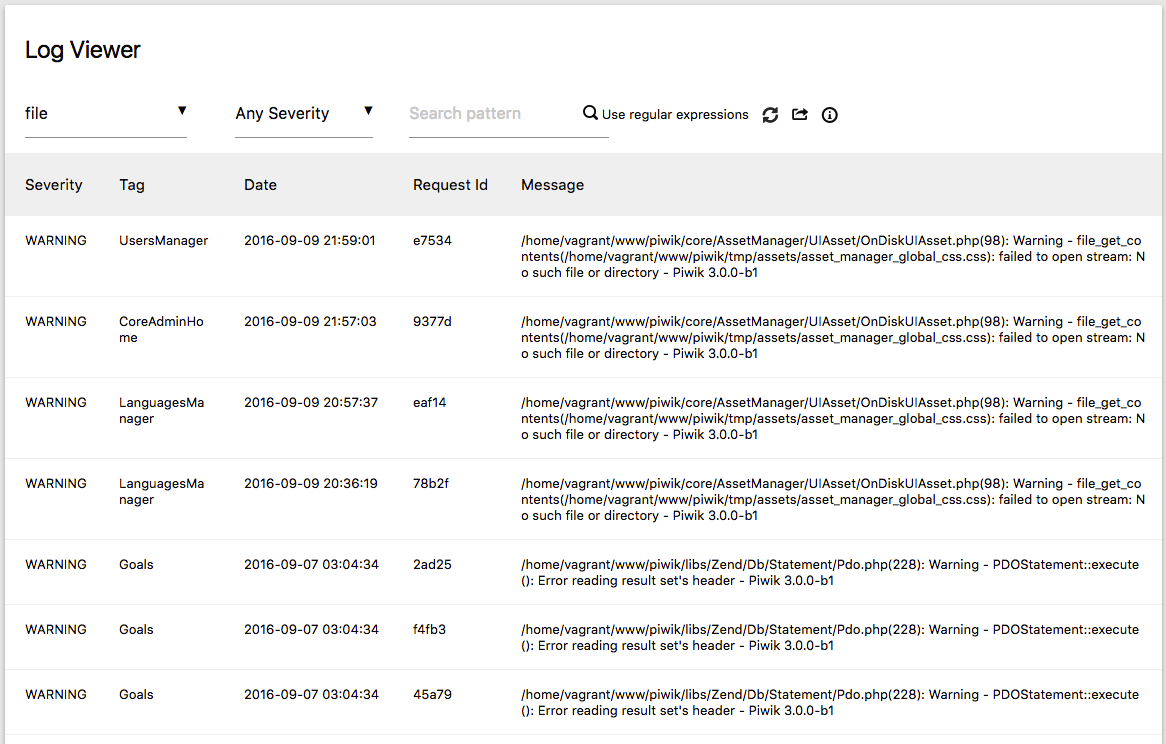 Log Viewer
file ▼ Any Severity ▼ Search pattern Use regular expressions
Severity Tag Date Request Id Message
WARNING UsersManager 2016-09-09 21:59:01 e7534 /home/vagrant/www/piwik/core/AssetManager/UIAsset/OnDiskUIAsset.php(98): Warning - file_get_co
ntents(/home/vagrant/www/piwik/tmp/assets/asset_manager_global_css.css): failed to open stream: N
o such file or directory - Piwik 3.0.0-b1
WARNING CoreAdminHo 2016-09-09 21:57:03 9377d /home/vagrant/www/piwik/core/AssetManager/UIAsset/OnDiskUIAsset.php(98): Warning - file_get_co
me ntents(/home/vagrant/www/piwik/tmp/assets/asset_manager_global_css.css): failed to open stream: N
o such file or directory - Piwik 3.0.0-b1
WARNING LanguagesMa 2016-09-09 20:57:37 eaf14 /home/vagrant/www/piwik/core/AssetManager/UIAsset/OnDiskUIAsset.php(98): Warning - file_get_co
nager ntents(/home/vagrant/www/piwik/tmp/assets/asset_manager_global_css.css): failed to open stream: N
o such file or directory - Piwik 3.0.0-b1
WARNING LanguagesMa 2016-09-09 20:36:19 78b2f /home/vagrant/www/piwik/core/AssetManager/UIAsset/OnDiskUIAsset.php(98): Warning - file_get_co
nager ntents(/home/vagrant/www/piwik/tmp/assets/asset_manager_global_css.css): failed to open stream: N
o such file or directory - Piwik 3.0.0-b1
WARNING Goals 2016-09-07 03:04:34 2ad25 /home/vagrant/www/piwik/libs/Zend/Db/Statement/Pdo.php(228): Warning - PDOStatement::execute
(): Error reading result set's header - Piwik 3.0.0-b1
WARNING Goals 2016-09-07 03:04:34 f4fb3 /home/vagrant/www/piwik/libs/Zend/Db/Statement/Pdo.php(228): Warning - PDOStatement::execute
(): Error reading result set's header - Piwik 3.0.0-b1
WARNING Goals 2016-09-07 03:04:34 45a79 /home/vagrant/www/piwik/libs/Zend/Db/Statement/Pdo.php(228): Warning - PDOStatement::execute
(): Error reading result set's header - Piwik 3.0.0-b1